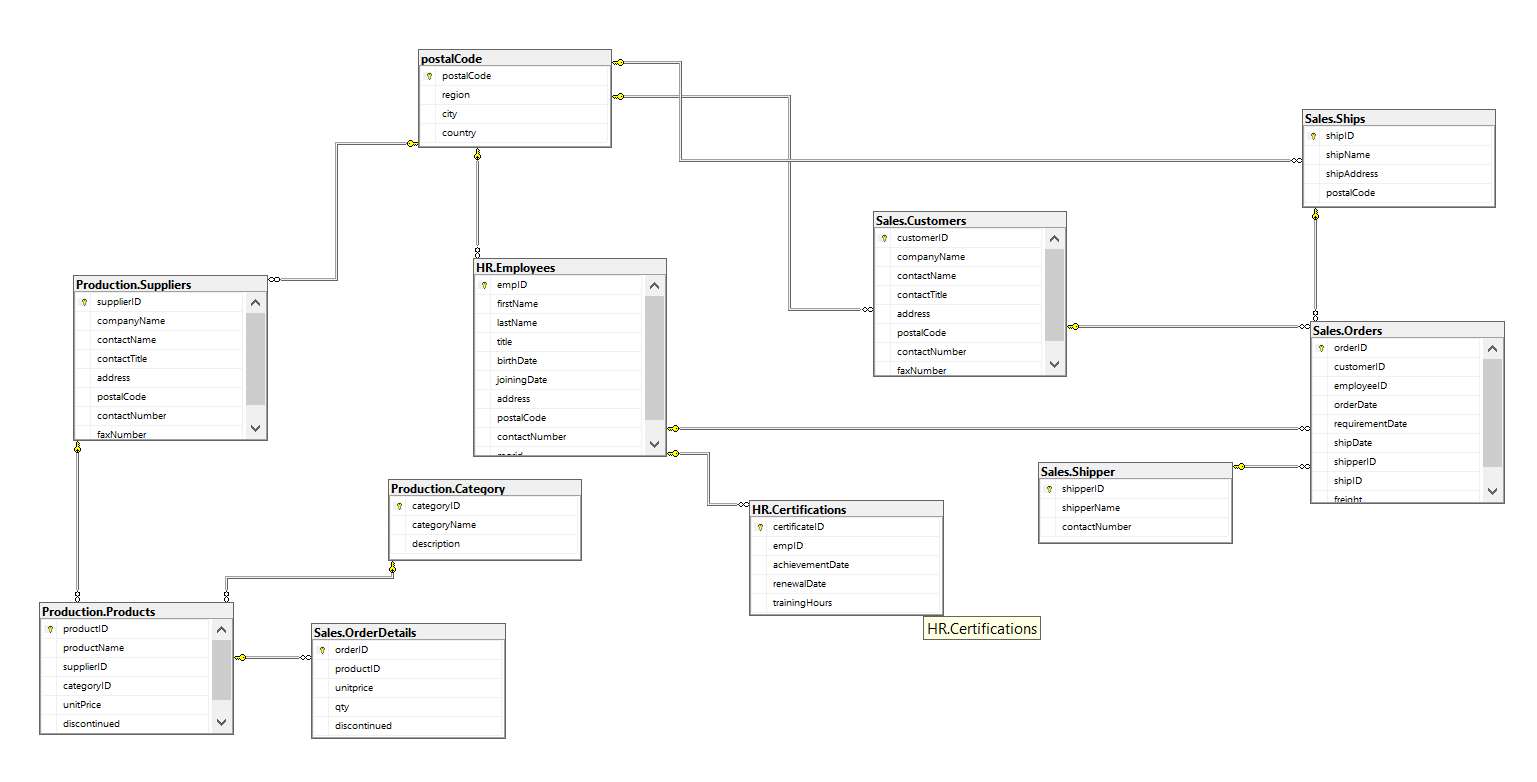 postalCode
postalCode
region
city
country
Sales.Ships
shipID
shipName
shipAddress
postalCode
Sales.Customers
customerID
companyName
contactName
contactTitle
address
postalCode
contactNumber
faxNumber
HR.Employees
empID
firstName
lastName
title
birthDate
joiningDate
address
postalCode
contactNumber
Production.Suppliers
supplierID
companyName
contactName
contactTitle
address
postalCode
contactNumber
faxNumber
Sales.Orders
orderID
customerID
employeeID
orderDate
requirementDate
shipDate
shipperID
shipID
freight
Sales.Shipper
shipperID
shipperName
contactNumber
Production.Category
categoryID
categoryName
description
HR.Certifications
certificateID
empID
achievementDate
renewalDate
trainingHours
HR.Certifications
Production.Products
productID
productName
supplierID
categoryID
unitPrice
discontinued
Sales.OrderDetails
orderID
productID
unitprice
qty
discontinued